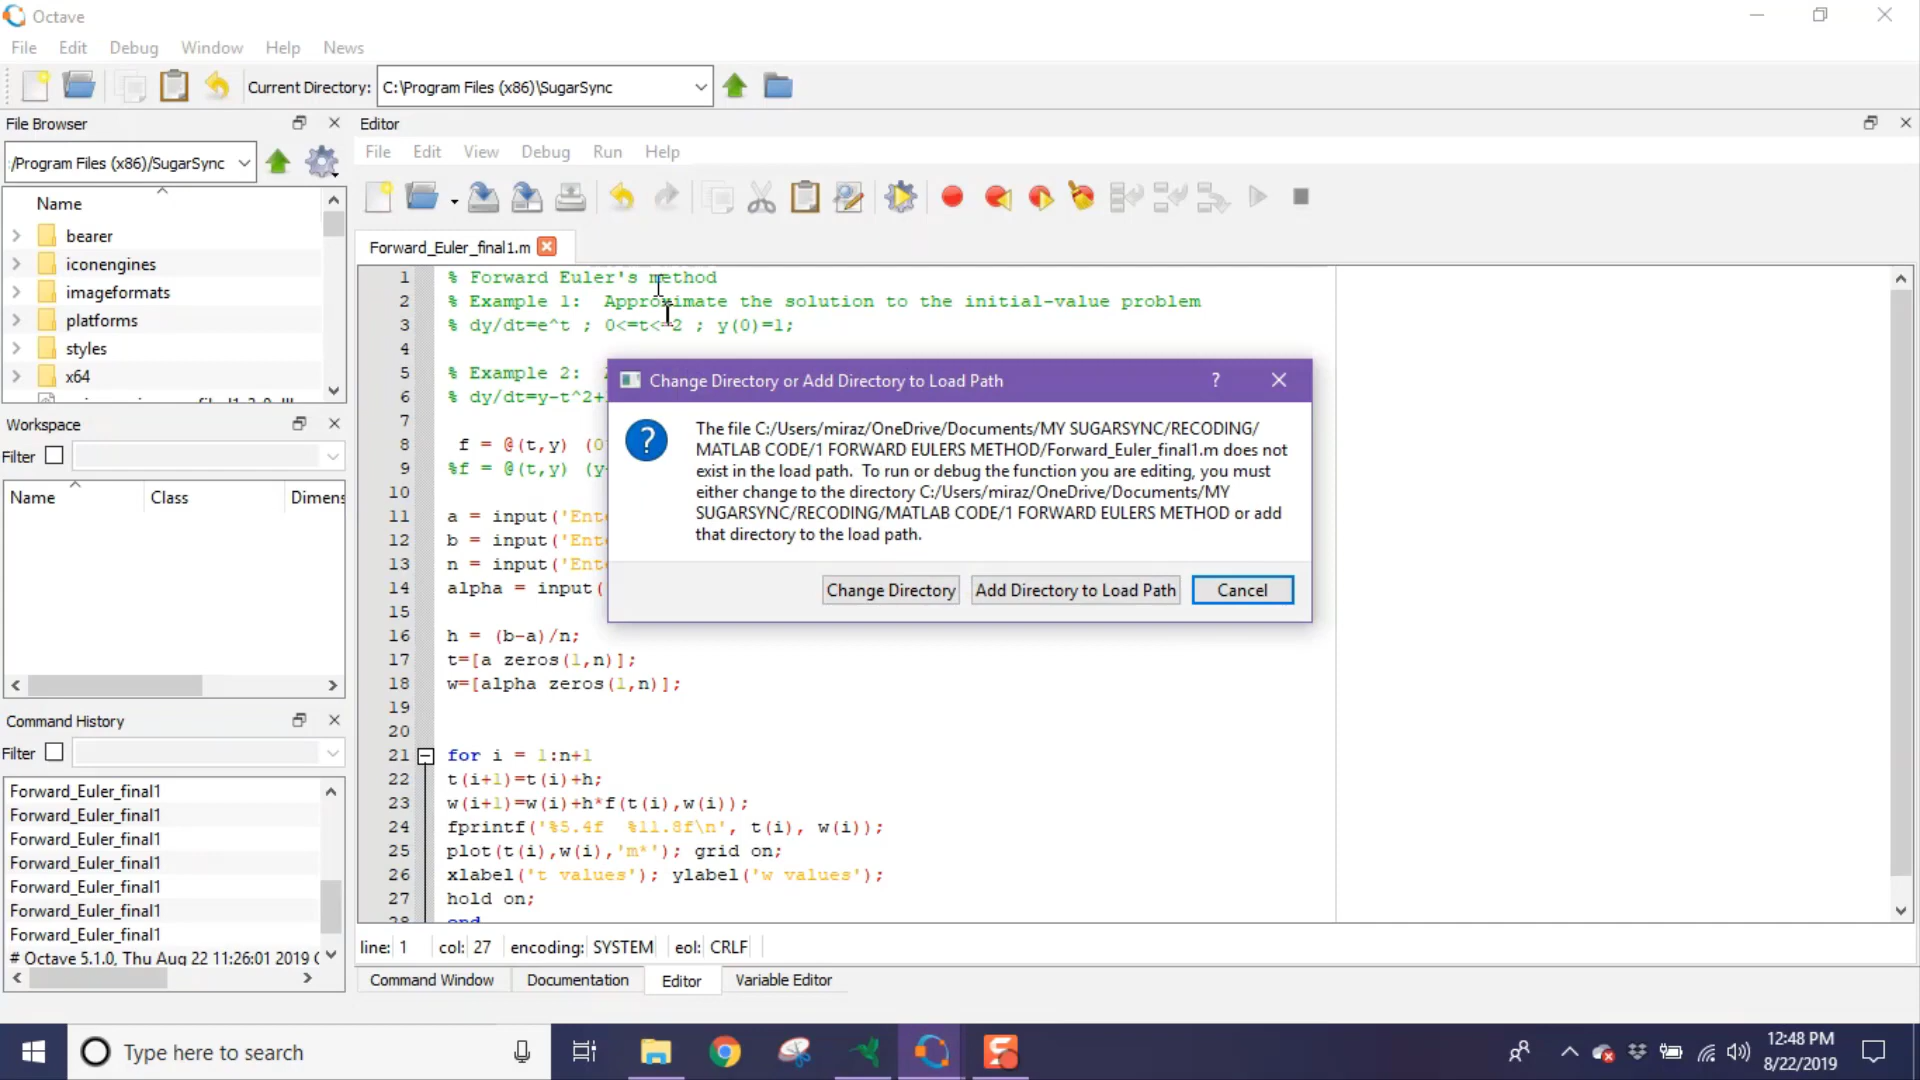 Octave
File Edit Debug Window Help News
Current Directory: C:\Program Files (x86)\SugarSync
File Browser
/Program Files (x86)/SugarSync
Name
bearer
iconengines
imageformats
platforms
styles
x64
Workspace
Filter
Name Class Dimens
Command History
Filter
Forward_Euler_final1
Forward_Euler_final1
Forward_Euler_final1
Forward_Euler_final1
Forward_Euler_final1
Forward_Euler_final1
Forward_Euler_final1
# Octave 5.1.0, Thu Aug 22 11:26:01 2019
Editor
File Edit View Debug Run Help
Forward_Euler_final1.m
1 % Forward Euler's method
2 % Example 1:  Approximate the solution to the initial-value problem
3 % dy/dt=e^t ; 0<=t<=2 ; y(0)=1;
4
5 % Example 2:
6 % dy/dt=y-t^2+
7
8 f = @(t,y) (0
9 %f = @(t,y) (y-
10
11 a = input('Ente
12 b = input('Ente
13 n = input('Ente
14 alpha = input(
15
16 h = (b-a)/n;
17 t=[a zeros(1,n)];
18 w=[alpha zeros(1,n)];
19
20
21 for i = 1:n+1
22 t(i+1)=t(i)+h;
23 w(i+1)=w(i)+h*f(t(i),w(i));
24 fprintf('%5.4f  %11.8f\n', t(i), w(i));
25 plot(t(i),w(i),'m*'); grid on;
26 xlabel('t values'); ylabel('w values');
27 hold on;
28 end
Change Directory or Add Directory to Load Path
The file C:/Users/miraz/OneDrive/Documents/MY SUGARSYNC/RECODING/
MATLAB CODE/1 FORWARD EULERS METHOD/Forward_Euler_final1.m does not
exist in the load path.  To run or debug the function you are editing, you must
either change to the directory C:/Users/miraz/OneDrive/Documents/MY
SUGARSYNC/RECODING/MATLAB CODE/1 FORWARD EULERS METHOD or add
that directory to the load path.
Change Directory Add Directory to Load Path Cancel
line: 1 col: 27 encoding: SYSTEM eol: CRLF
Command Window Documentation Editor Variable Editor
Type here to search
12:48 PM
8/22/2019